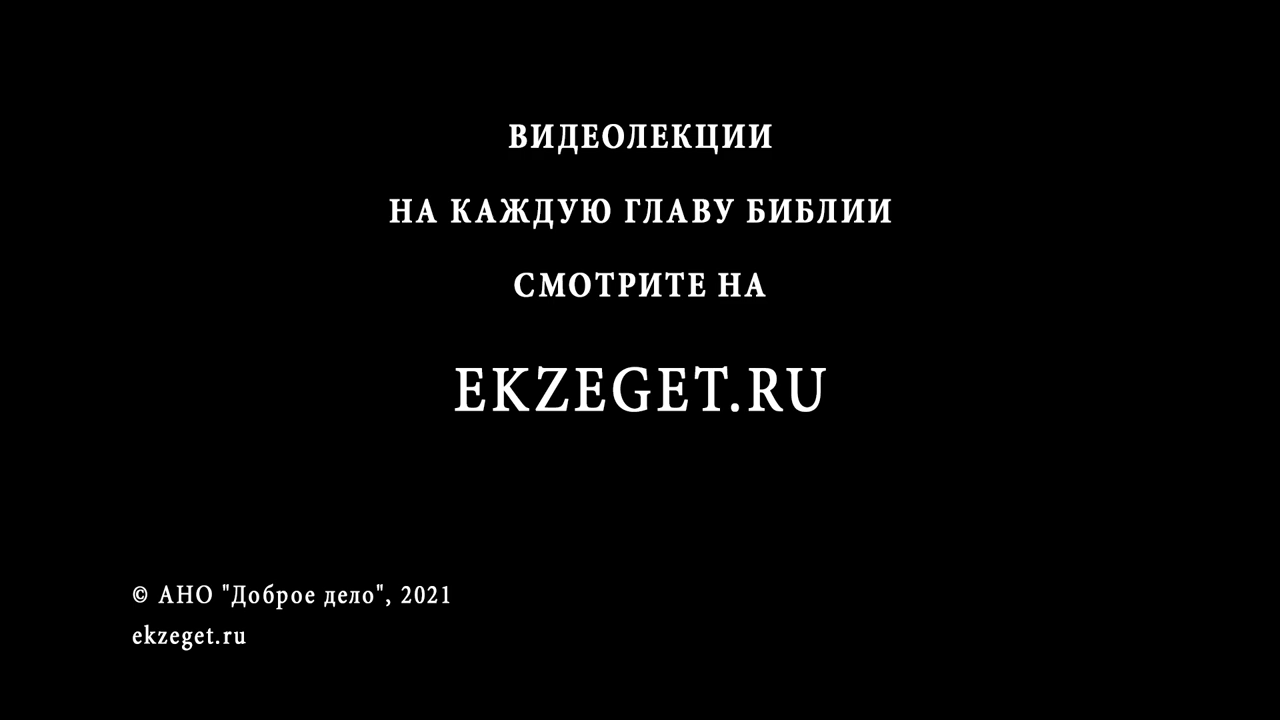 ВИДЕОЛЕКЦИИ
НА КАЖДУЮ ГЛАВУ БИБЛИИ
СМОТРИТЕ НА
EKZEGET.RU
© АНО "Доброе дело", 2021
ekzeget.ru